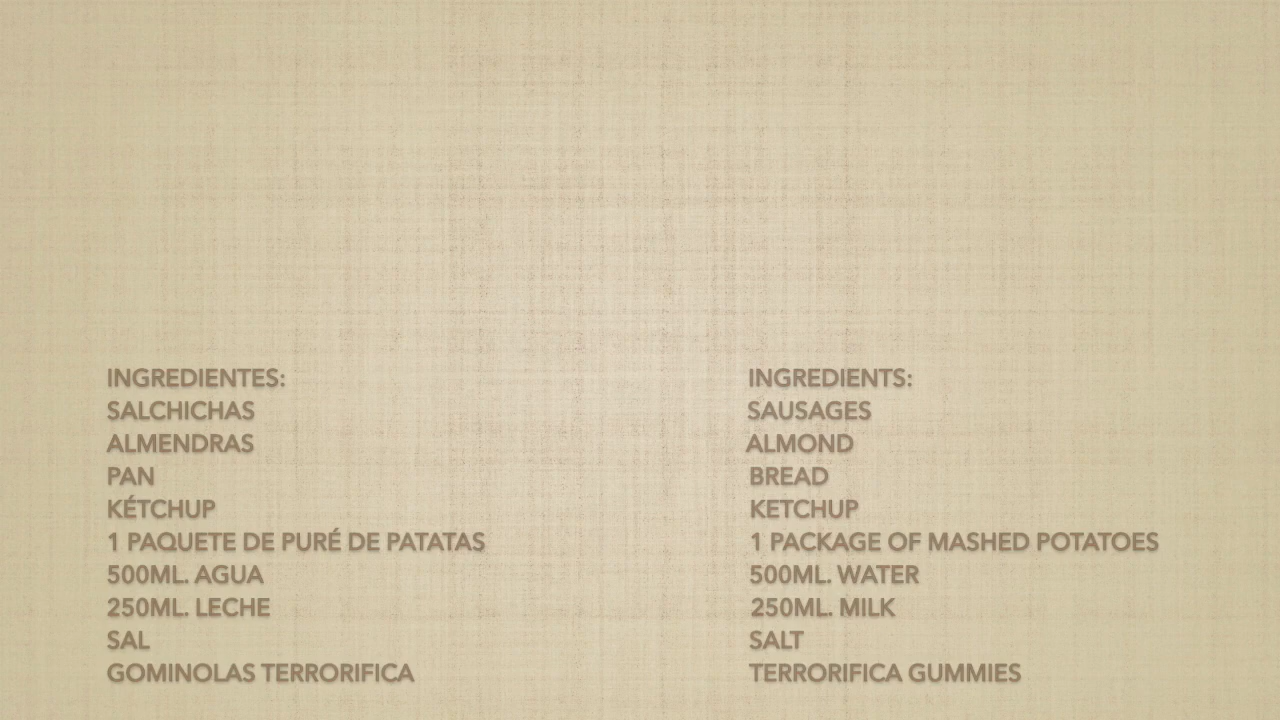 INGREDIENTES:
SALCHICHAS
ALMENDRAS
PAN
KÉTCHUP
1 PAQUETE DE PURÉ DE PATATAS
500ML. AGUA
250ML. LECHE
SAL
GOMINOLAS TERRORIFICA
INGREDIENTS:
SAUSAGES
ALMOND
BREAD
KETCHUP
1 PACKAGE OF MASHED POTATOES
500ML. WATER
250ML. MILK
SALT
TERRORIFICA GUMMIES